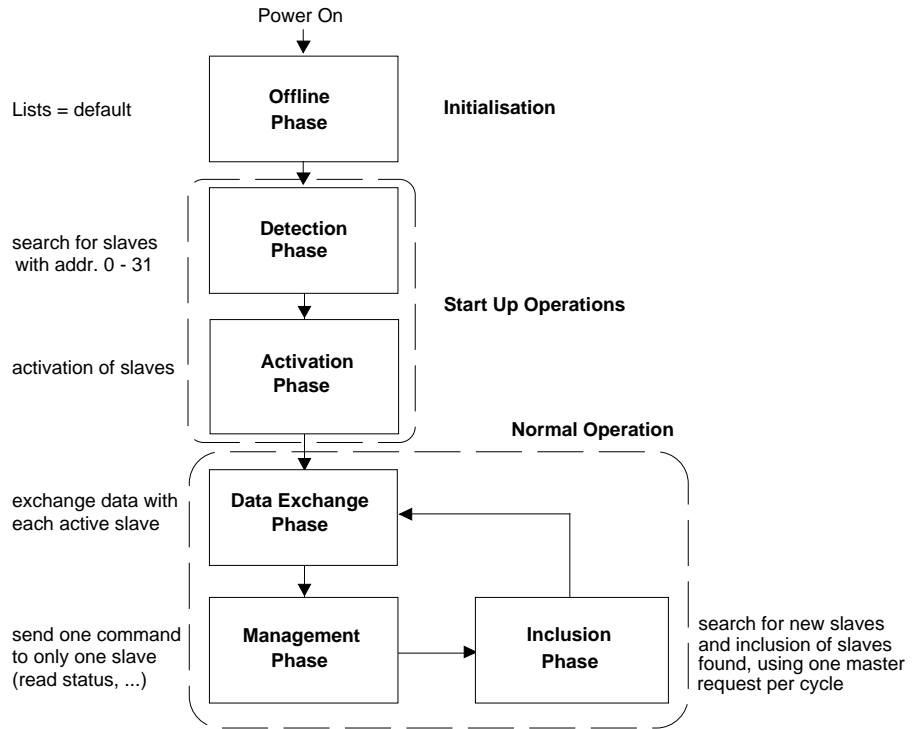 Power On
Lists = default
Offline
Phase
Initialisation
search for slaves
with addr. 0 - 31
Detection
Phase
Start Up Operations
activation of slaves
Activation
Phase
Normal Operation
exchange data with
each active slave
Data Exchange
Phase
send one command
to only one slave
(read status, ...)
Management
Phase
Inclusion
Phase
search for new slaves
and inclusion of slaves
found, using one master
request per cycle